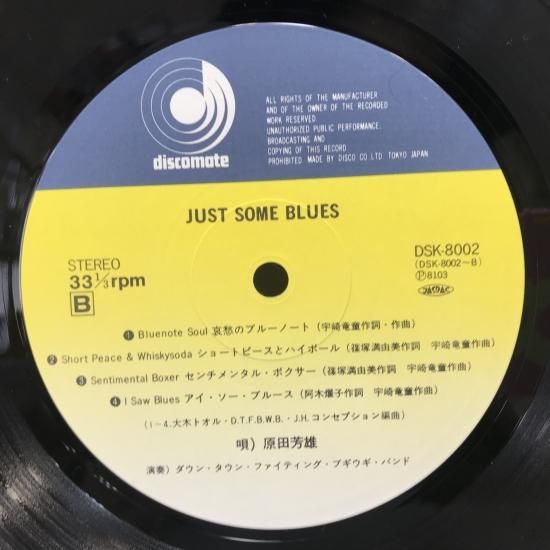 discomate
ALL RIGHTS OF THE MANUFACTURER
AND OF THE OWNER OF THE RECORDED
WORK RESERVED
UNAUTHORIZED PUBLIC PERFORMANCE.
BROADCASTING AND
COPYING OF THIS RECORD
PROHIBITED MADE BY DISCO CO.LTD. TOKYO JAPAN
JUST SOME BLUES
STEREO
33 1/3 rpm
B
DSK-8002
(DSK-8002~B)
Ⓟ8103
JASRAC
❶ Bluenote Soul 哀愁のブルーノート (宇崎竜童作詞・作曲)
❷ Short Peace & Whiskysoda ショートピースとハイボール (篠塚満由美作詞 宇崎竜童作曲)
❸ Sentimental Boxer センチメンタル・ボクサー (篠塚満由美作詞 宇崎竜童作曲)
❹ I Saw Blues アイ・ソー・ブルース (阿木燿子作詞 宇崎竜童作曲)
(1~4.大木トオル・D.T.F.B.W.B.・J.H.コンセプション編曲)
唄) 原田芳雄
演奏) ダウン・タウン・ファイティング・ブギウギ・バンド